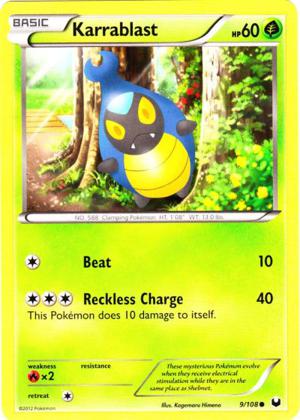 BASIC
Karrablast
HP60
NO. 588 Clamping Pokémon HT. 1'08" WT. 13.0 lbs.
Beat 10
Reckless Charge 40
This Pokémon does 10 damage to itself.
weakness resistance
×2
retreat
These mysterious Pokémon evolve
when they receive electrical
stimulation while they are in the
same place as Shelmet.
©2012 Pokémon
Illus. Kagemaru Himeno
9/108